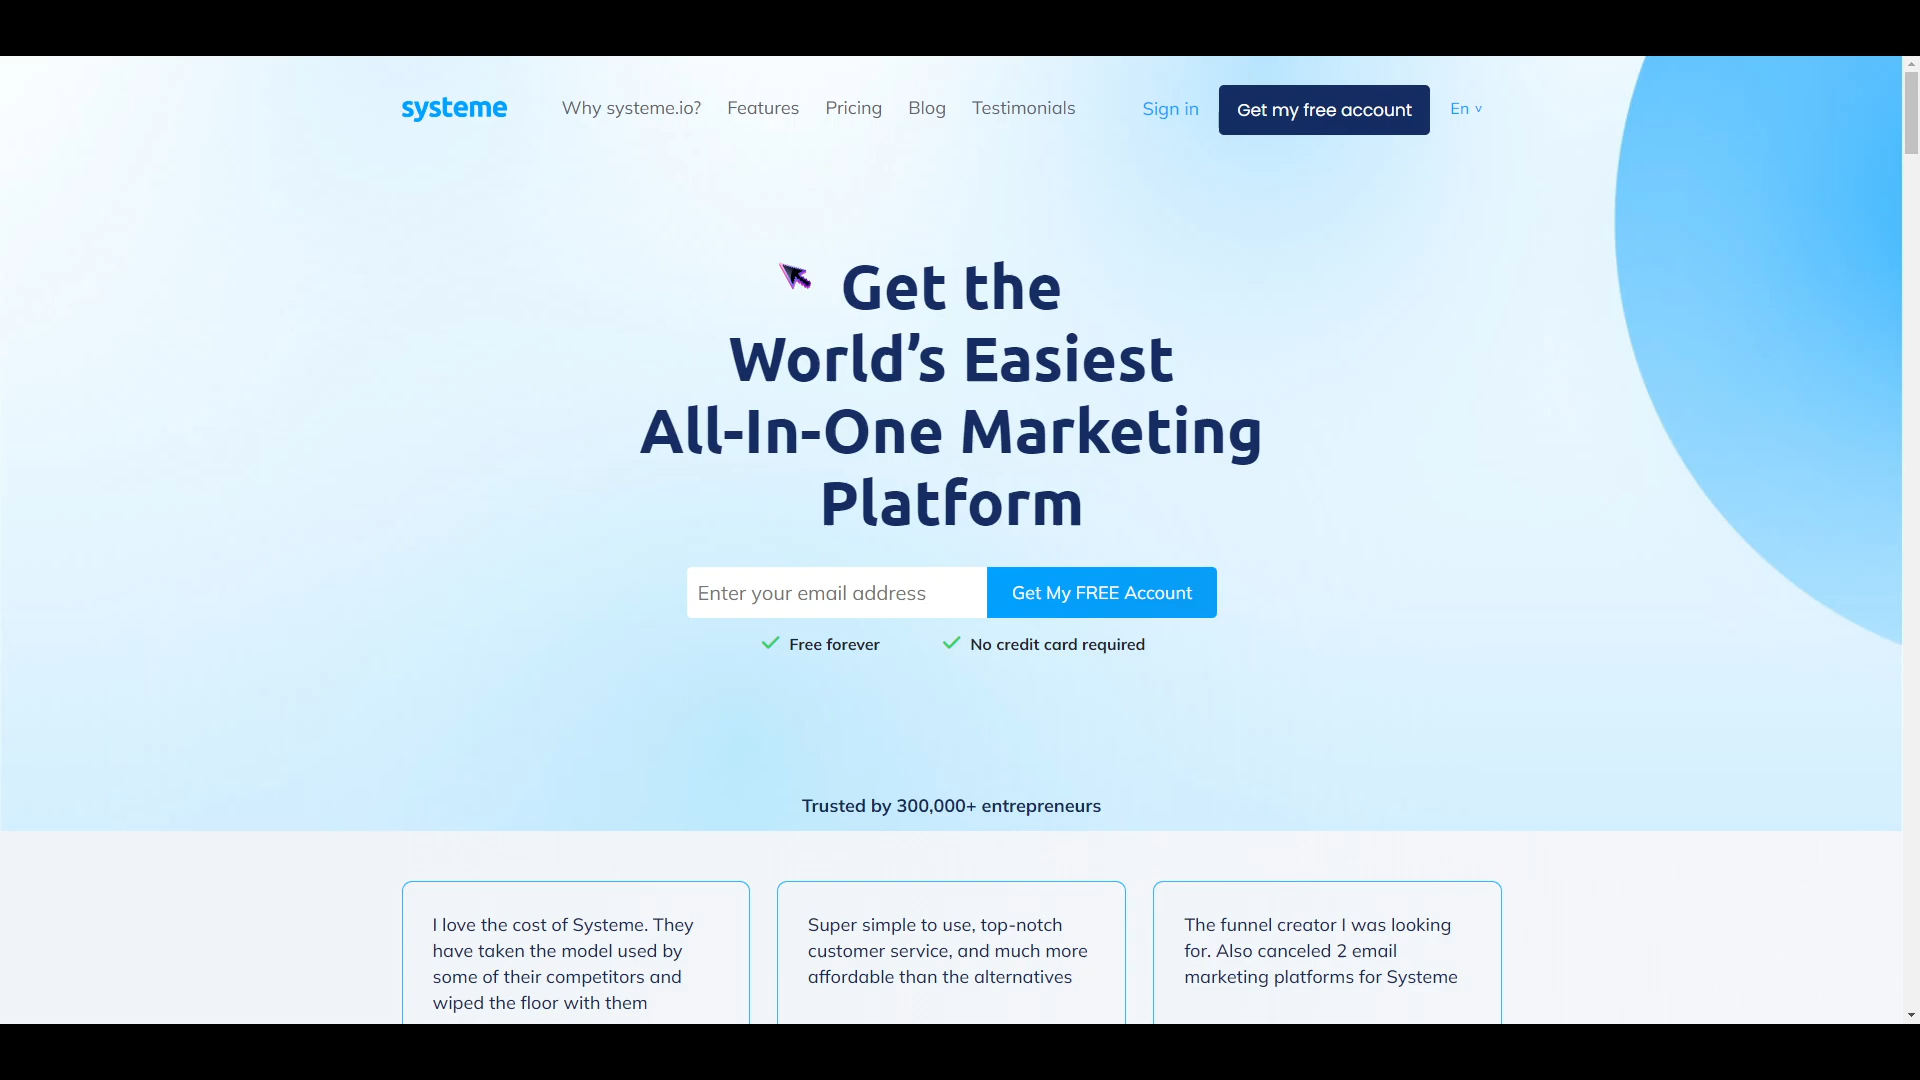 systeme
Why systeme.io? Features Pricing Blog Testimonials Sign in Get my free account En v
Get the
World's Easiest
All-In-One Marketing
Platform
Enter your email address Get My FREE Account
Free forever No credit card required
Trusted by 300,000+ entrepreneurs
I love the cost of Systeme. They
have taken the model used by
some of their competitors and
wiped the floor with them
Super simple to use, top-notch
customer service, and much more
affordable than the alternatives
The funnel creator I was looking
for. Also canceled 2 email
marketing platforms for Systeme